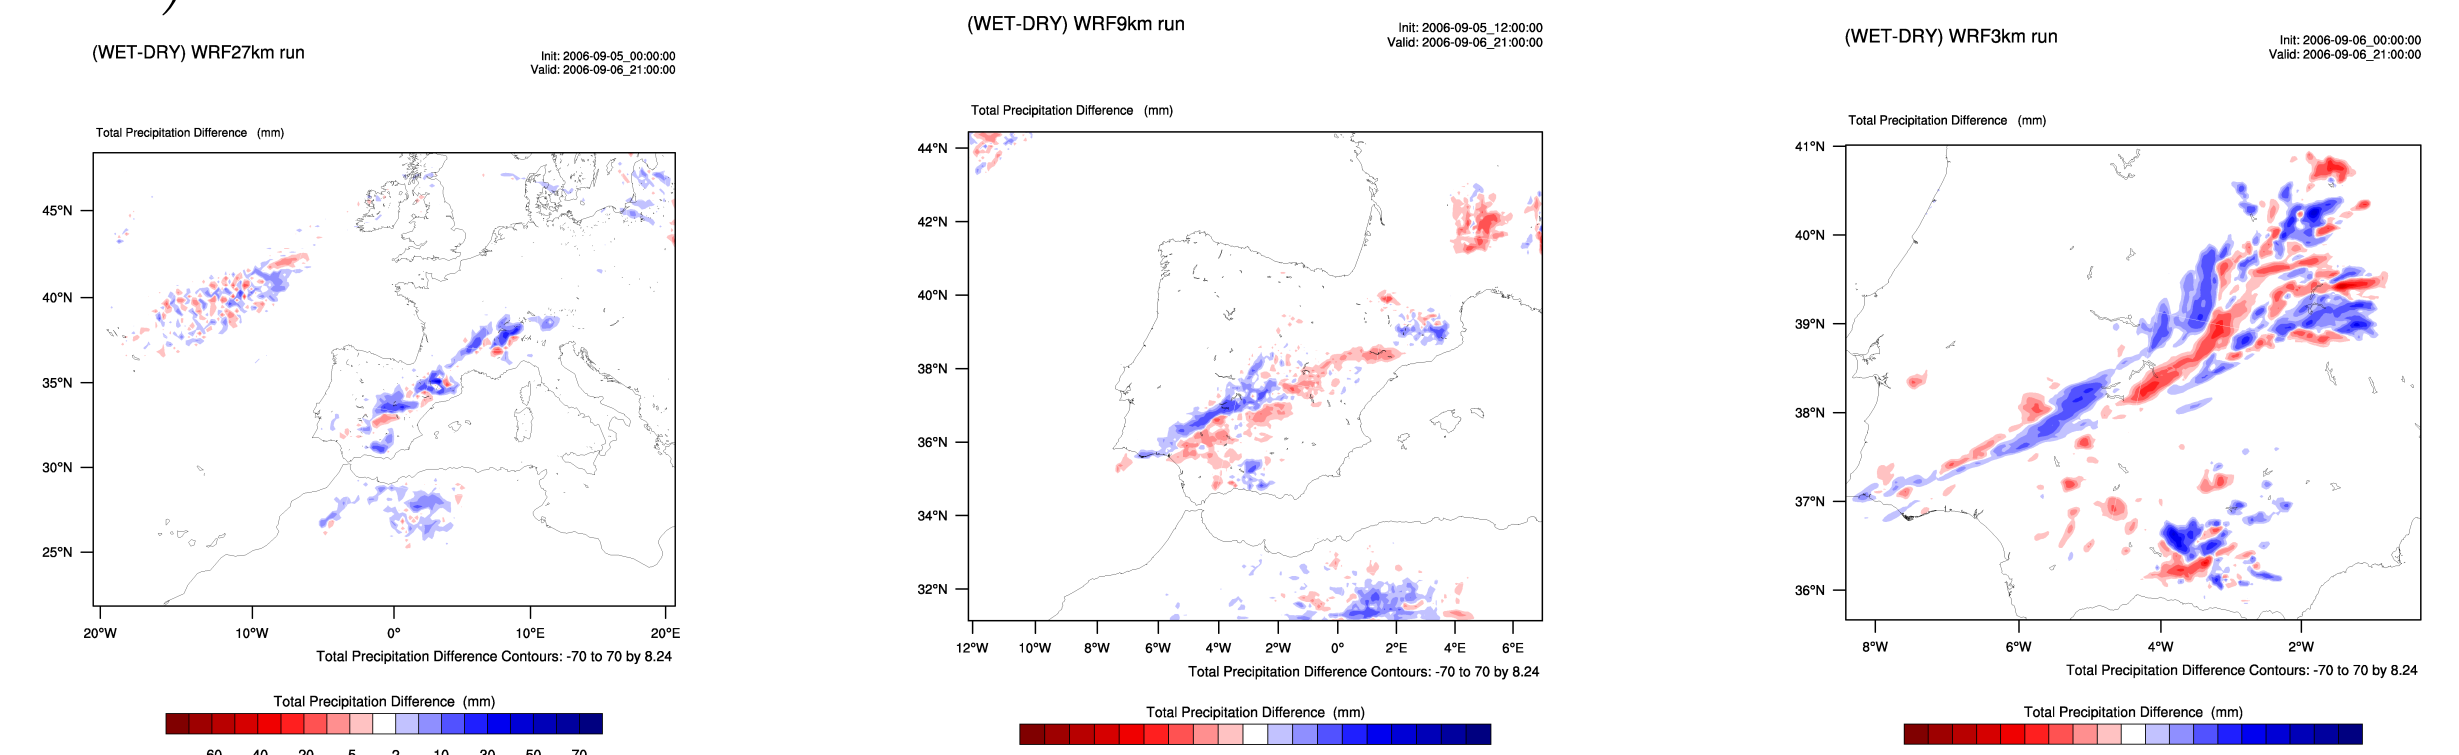 (WET-DRY) WRF27km run
Init: 2006-09-05_00:00:00
Valid: 2006-09-06_21:00:00
Total Precipitation Difference (mm)
45°N
40°N
35°N
30°N
25°N
20°W 10°W 0° 10°E 20°E
Total Precipitation Difference Contours: -70 to 70 by 8.24
Total Precipitation Difference (mm)
(WET-DRY) WRF9km run
Init: 2006-09-05_12:00:00
Valid: 2006-09-06_21:00:00
Total Precipitation Difference (mm)
44°N
42°N
40°N
38°N
36°N
34°N
32°N
12°W 10°W 8°W 6°W 4°W 2°W 0° 2°E 4°E 6°E
Total Precipitation Difference Contours: -70 to 70 by 8.24
Total Precipitation Difference (mm)
(WET-DRY) WRF3km run
Init: 2006-09-06_00:00:00
Valid: 2006-09-06_21:00:00
Total Precipitation Difference (mm)
41°N
40°N
39°N
38°N
37°N
36°N
8°W 6°W 4°W 2°W
Total Precipitation Difference Contours: -70 to 70 by 8.24
Total Precipitation Difference (mm)